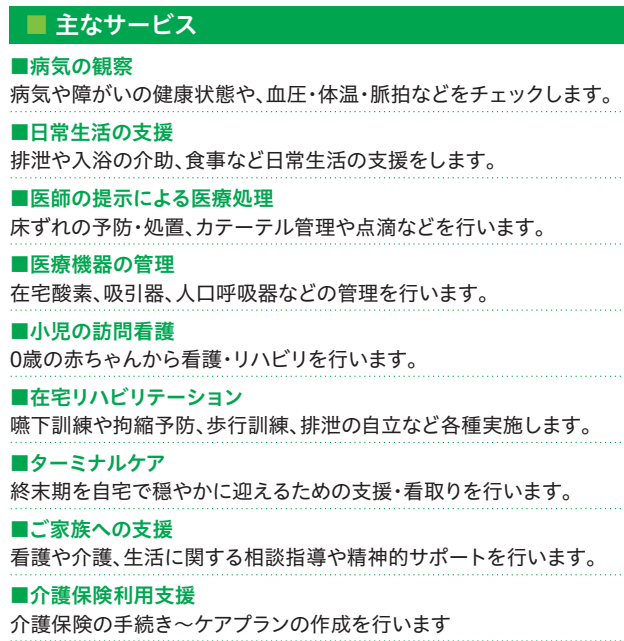 ■ 主なサービス
■病気の観察
病気や障がいの健康状態や、血圧・体温・脈拍などをチェックします。
■日常生活の支援
排泄や入浴の介助、食事など日常生活の支援をします。
■医師の提示による医療処理
床ずれの予防・処置、カテーテル管理や点滴などを行います。
■医療機器の管理
在宅酸素、吸引器、人口呼吸器などの管理を行います。
■小児の訪問看護
0歳の赤ちゃんから看護・リハビリを行います。
■在宅リハビリテーション
嚥下訓練や拘縮予防、歩行訓練、排泄の自立など各種実施します。
■ターミナルケア
終末期を自宅で穏やかに迎えるための支援・看取りを行います。
■ご家族への支援
看護や介護、生活に関する相談指導や精神的サポートを行います。
■介護保険利用支援
介護保険の手続き～ケアプランの作成を行います